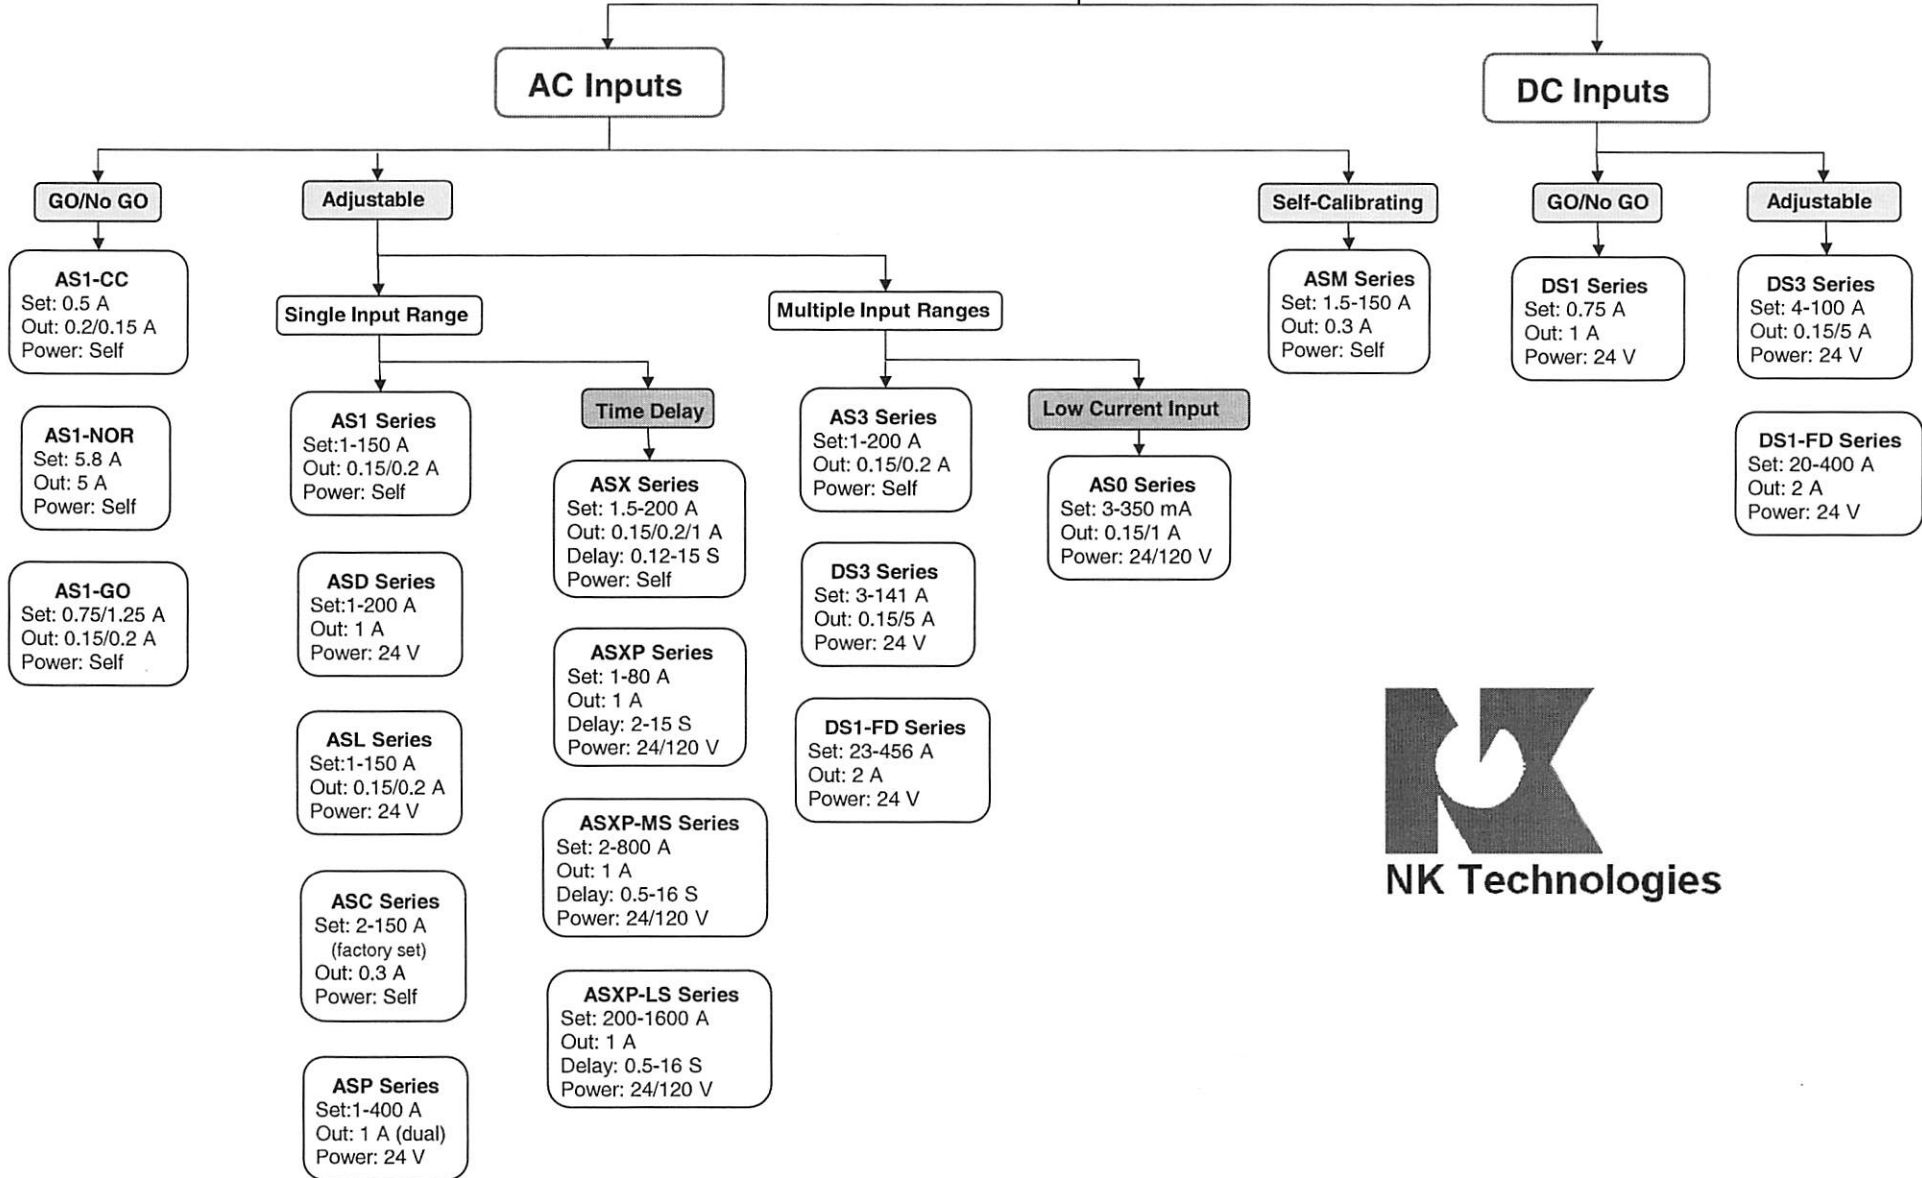 AC Inputs
DC Inputs
GO/No GO
AS1-CC
Set: 0.5 A
Out: 0.2/0.15 A
Power: Self
AS1-NOR
Set: 5.8 A
Out: 5 A
Power: Self
AS1-GO
Set: 0.75/1.25 A
Out: 0.15/0.2 A
Power: Self
Adjustable
Single Input Range
AS1 Series
Set:1-150 A
Out: 0.15/0.2 A
Power: Self
ASD Series
Set:1-200 A
Out: 1 A
Power: 24 V
ASL Series
Set:1-150 A
Out: 0.15/0.2 A
Power: 24 V
ASC Series
Set: 2-150 A
(factory set)
Out: 0.3 A
Power: Self
ASP Series
Set:1-400 A
Out: 1 A (dual)
Power: 24 V
Time Delay
ASX Series
Set: 1.5-200 A
Out: 0.15/0.2/1 A
Delay: 0.12-15 S
Power: Self
ASXP Series
Set: 1-80 A
Out: 1 A
Delay: 2-15 S
Power: 24/120 V
ASXP-MS Series
Set: 2-800 A
Out: 1 A
Delay: 0.5-16 S
Power: 24/120 V
ASXP-LS Series
Set: 200-1600 A
Out: 1 A
Delay: 0.5-16 S
Power: 24/120 V
Multiple Input Ranges
AS3 Series
Set:1-200 A
Out: 0.15/0.2 A
Power: Self
DS3 Series
Set: 3-141 A
Out: 0.15/5 A
Power: 24 V
DS1-FD Series
Set: 23-456 A
Out: 2 A
Power: 24 V
Low Current Input
AS0 Series
Set: 3-350 mA
Out: 0.15/1 A
Power: 24/120 V
Self-Calibrating
ASM Series
Set: 1.5-150 A
Out: 0.3 A
Power: Self
GO/No GO
DS1 Series
Set: 0.75 A
Out: 1 A
Power: 24 V
Adjustable
DS3 Series
Set: 4-100 A
Out: 0.15/5 A
Power: 24 V
DS1-FD Series
Set: 20-400 A
Out: 2 A
Power: 24 V
NK
NK Technologies